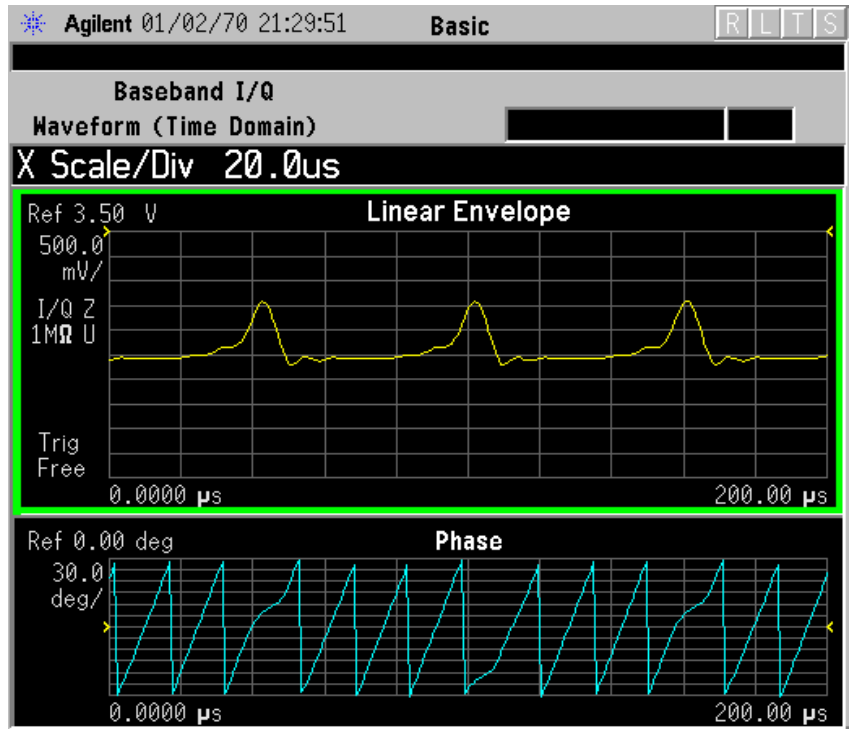 Agilent 01/02/70 21:29:51 Basic R L T S
Baseband I/Q
Waveform (Time Domain)
X Scale/Div 20.0us
Ref 3.50 V Linear Envelope
500.0
mV/
I/Q Z
1MΩ U
Trig
Free
0.0000 µs 200.00 µs
Ref 0.00 deg Phase
30.0
deg/
0.0000 µs 200.00 µs